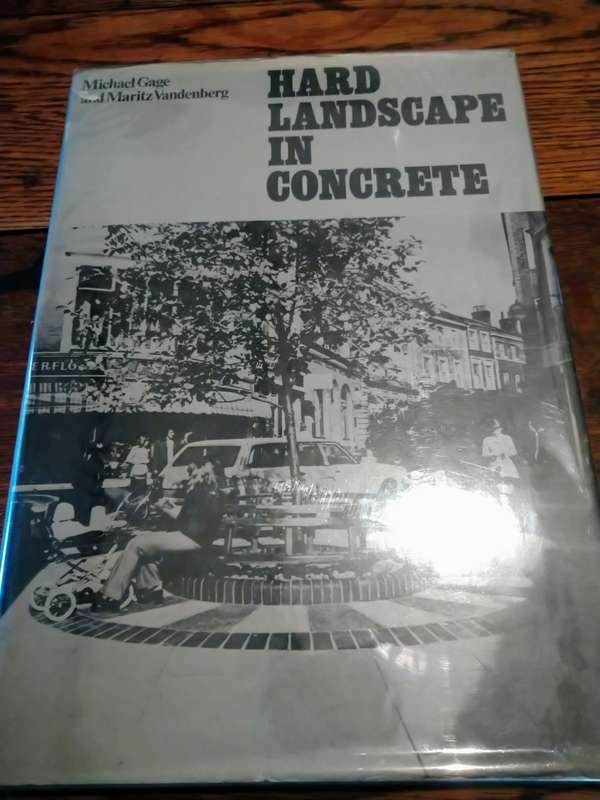 Michael Gage
and Maritz Vandenberg
HARD
LANDSCAPE
IN
CONCRETE